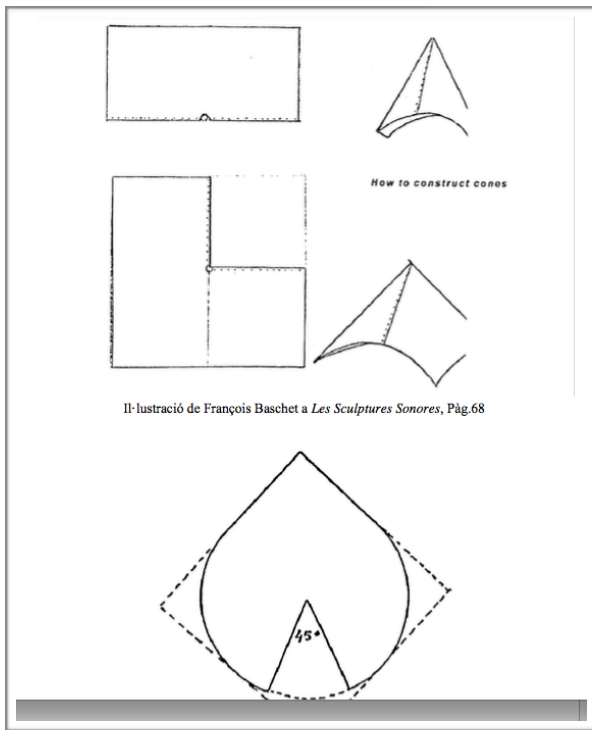 How to construct cones
Il·lustració de François Baschet a Les Sculptures Sonores, Pàg.68
45°